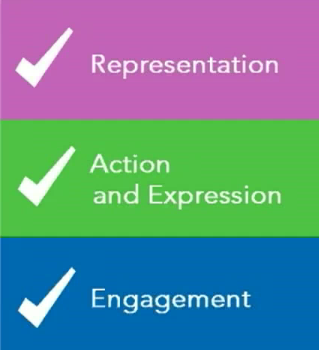 Representation
Action
and Expression
Engagement